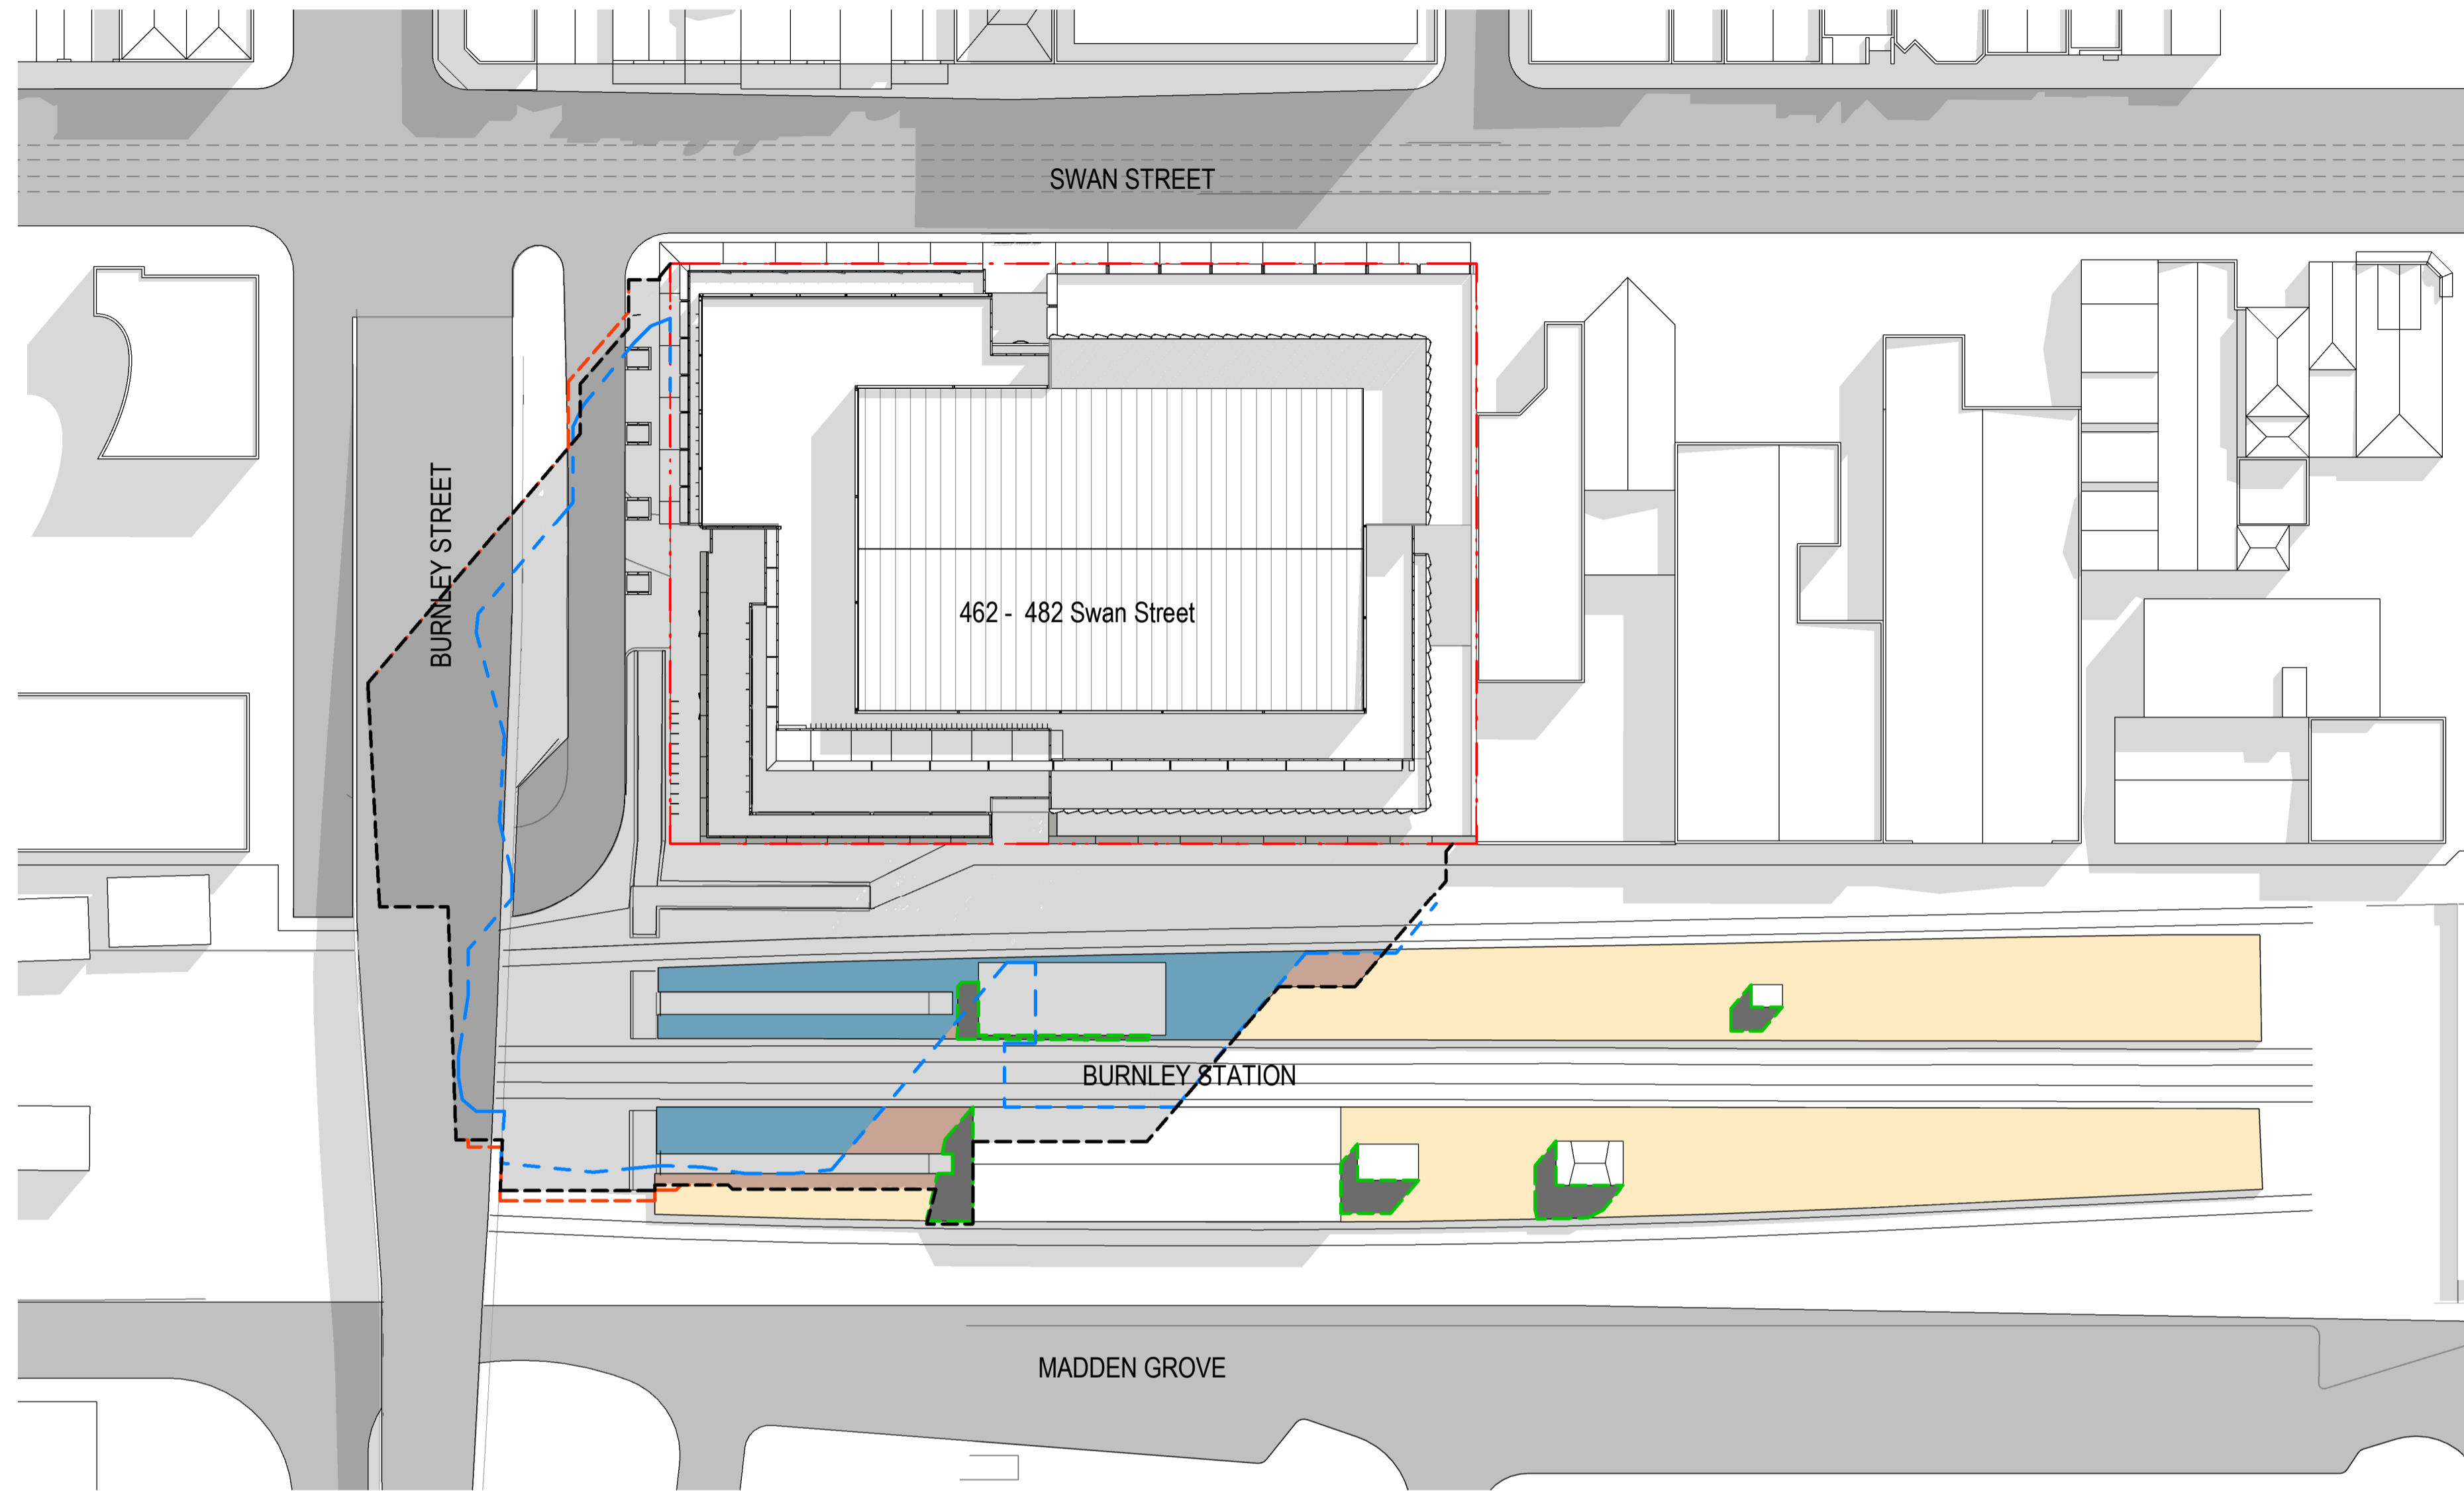 SWAN STREET
BURNLEY STREET
462 - 482 Swan Street
BURNLEY STATION
MADDEN GROVE